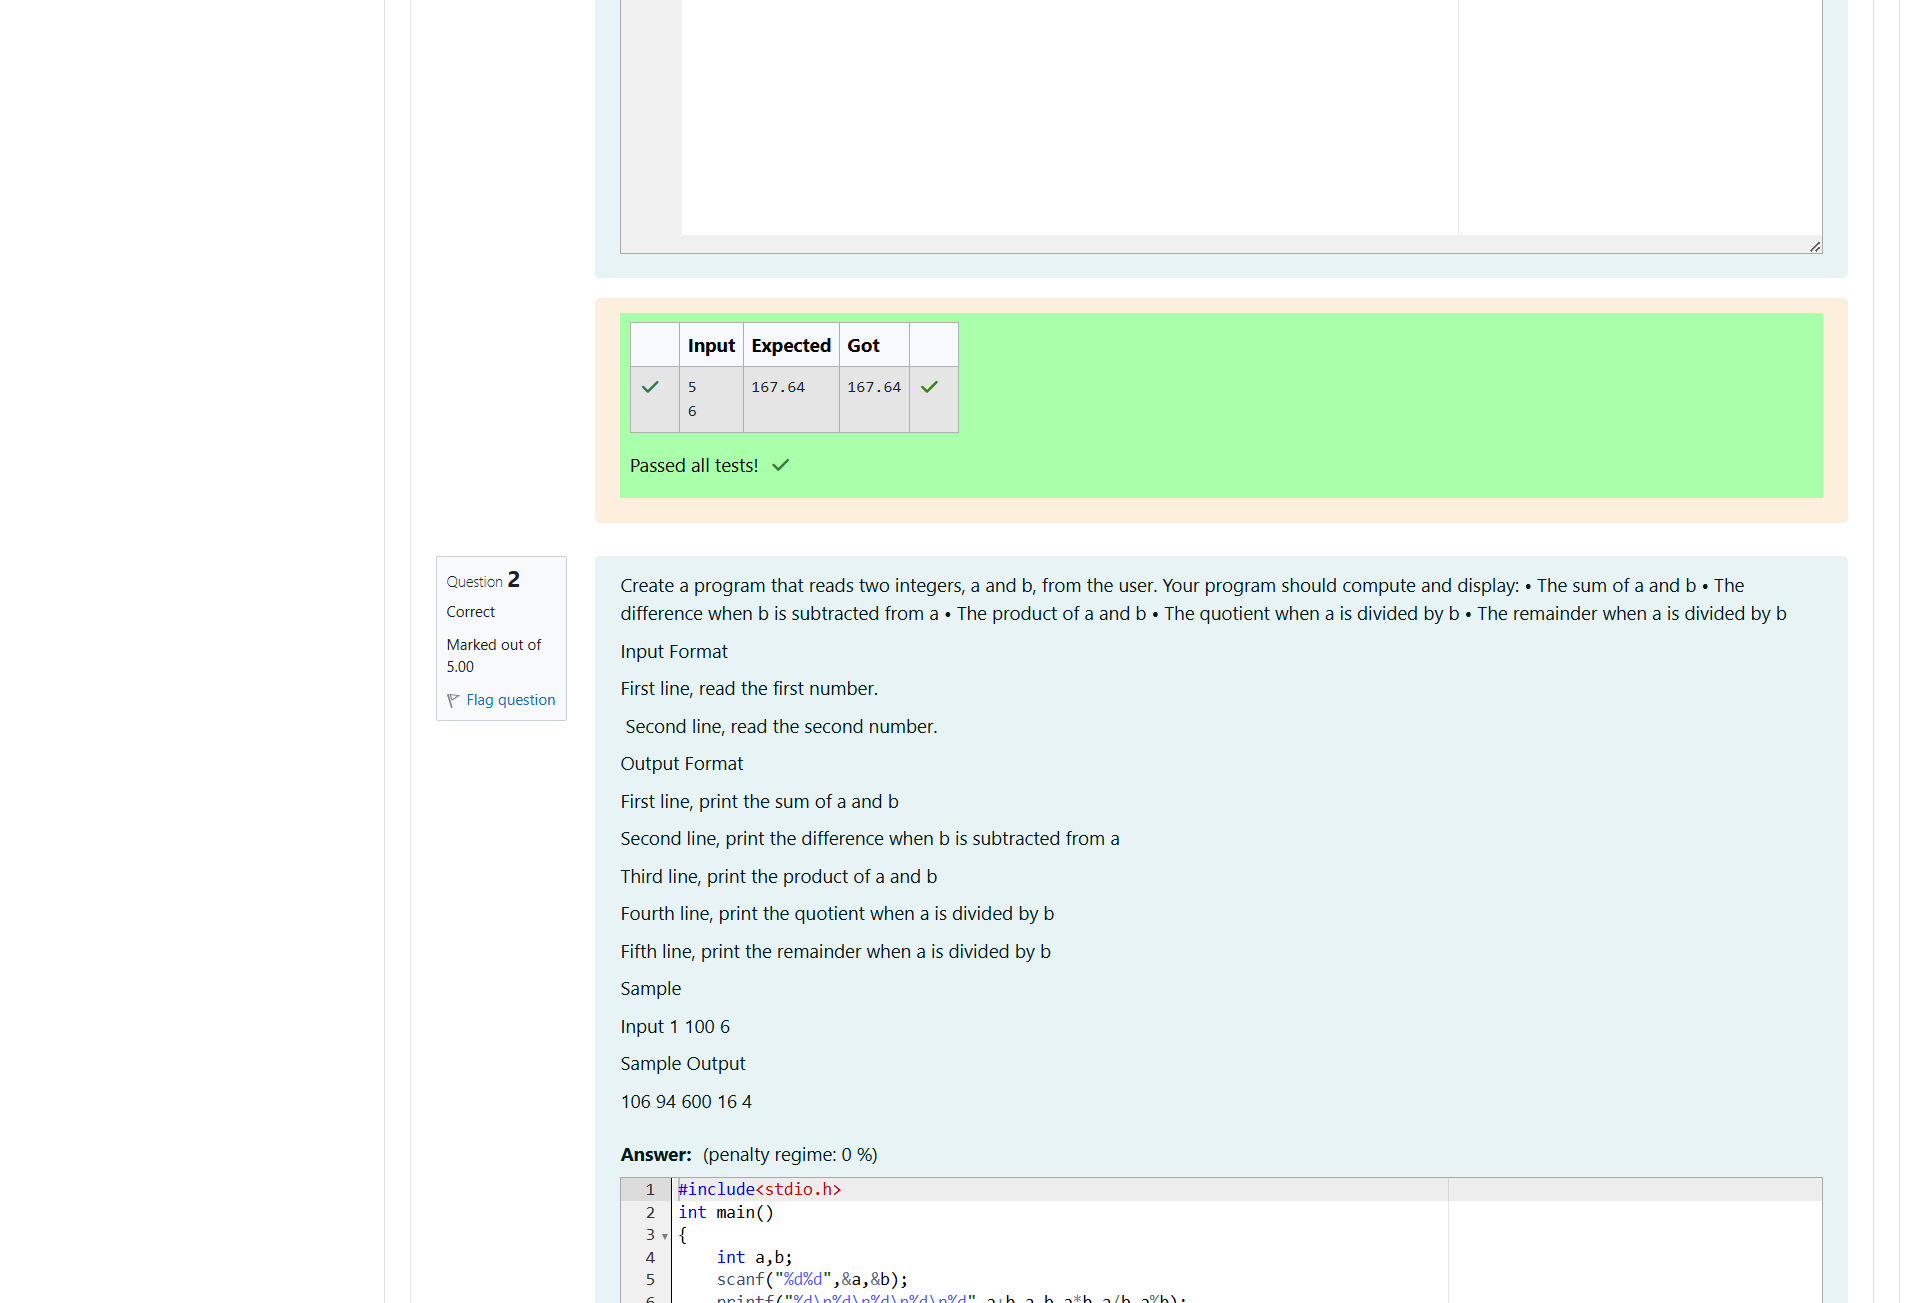 Input Expected Got
5 167.64 167.64
6
Passed all tests!
Question 2
Correct
Marked out of
5.00
Flag question
Create a program that reads two integers, a and b, from the user. Your program should compute and display: • The sum of a and b • The
difference when b is subtracted from a • The product of a and b • The quotient when a is divided by b • The remainder when a is divided by b
Input Format
First line, read the first number.
Second line, read the second number.
Output Format
First line, print the sum of a and b
Second line, print the difference when b is subtracted from a
Third line, print the product of a and b
Fourth line, print the quotient when a is divided by b
Fifth line, print the remainder when a is divided by b
Sample
Input 1 100 6
Sample Output
106 94 600 16 4
Answer: (penalty regime: 0 %)
1 #include<stdio.h>
2 int main()
3 {
4 int a,b;
5 scanf("%d%d",&a,&b);
6 printf("%d\n%d\n%d\n%d\n%d",a+b,a-b,a*b,a/b,a%b);